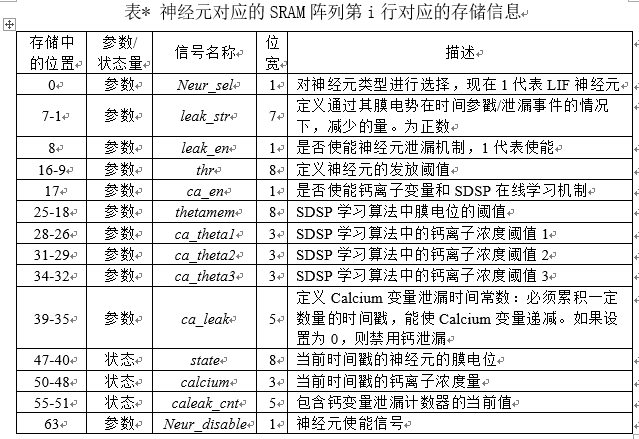 表* 神经元对应的 SRAM 阵列第 i 行对应的存储信息
存储中的位置 参数/状态量 信号名称 位宽 描述
0 参数 Neur_sel 1 对神经元类型进行选择，现在 1 代表 LIF 神经元
7-1 参数 leak_str 7 定义通过其膜电势在时间参戳/泄漏事件的情况
下，减少的量。为正数
8 参数 leak_en 1 是否使能神经元泄漏机制，1 代表使能
16-9 参数 thr 8 定义神经元的发放阈值
17 参数 ca_en 1 是否使能钙离子变量和 SDSP 在线学习机制
25-18 参数 thetamem 8 SDSP 学习算法中膜电位的阈值
28-26 参数 ca_theta1 3 SDSP 学习算法中的钙离子浓度阈值 1
31-29 参数 ca_theta2 3 SDSP 学习算法中的钙离子浓度阈值 2
34-32 参数 ca_theta3 3 SDSP 学习算法中的钙离子浓度阈值 3
39-35 参数 ca_leak 5 定义 Calcium 变量泄漏时间常数：必须累积一定
数量的时间戳，能使 Calcium 变量递减。如果设
置为 0，则禁用钙泄漏
47-40 状态 state 8 当前时间戳的神经元的膜电位
50-48 状态 calcium 3 当前时间戳的钙离子浓度量
55-51 状态 caleak_cnt 5 包含钙变量泄漏计数器的当前值
63 参数 Neur_disable 1 神经元使能信号